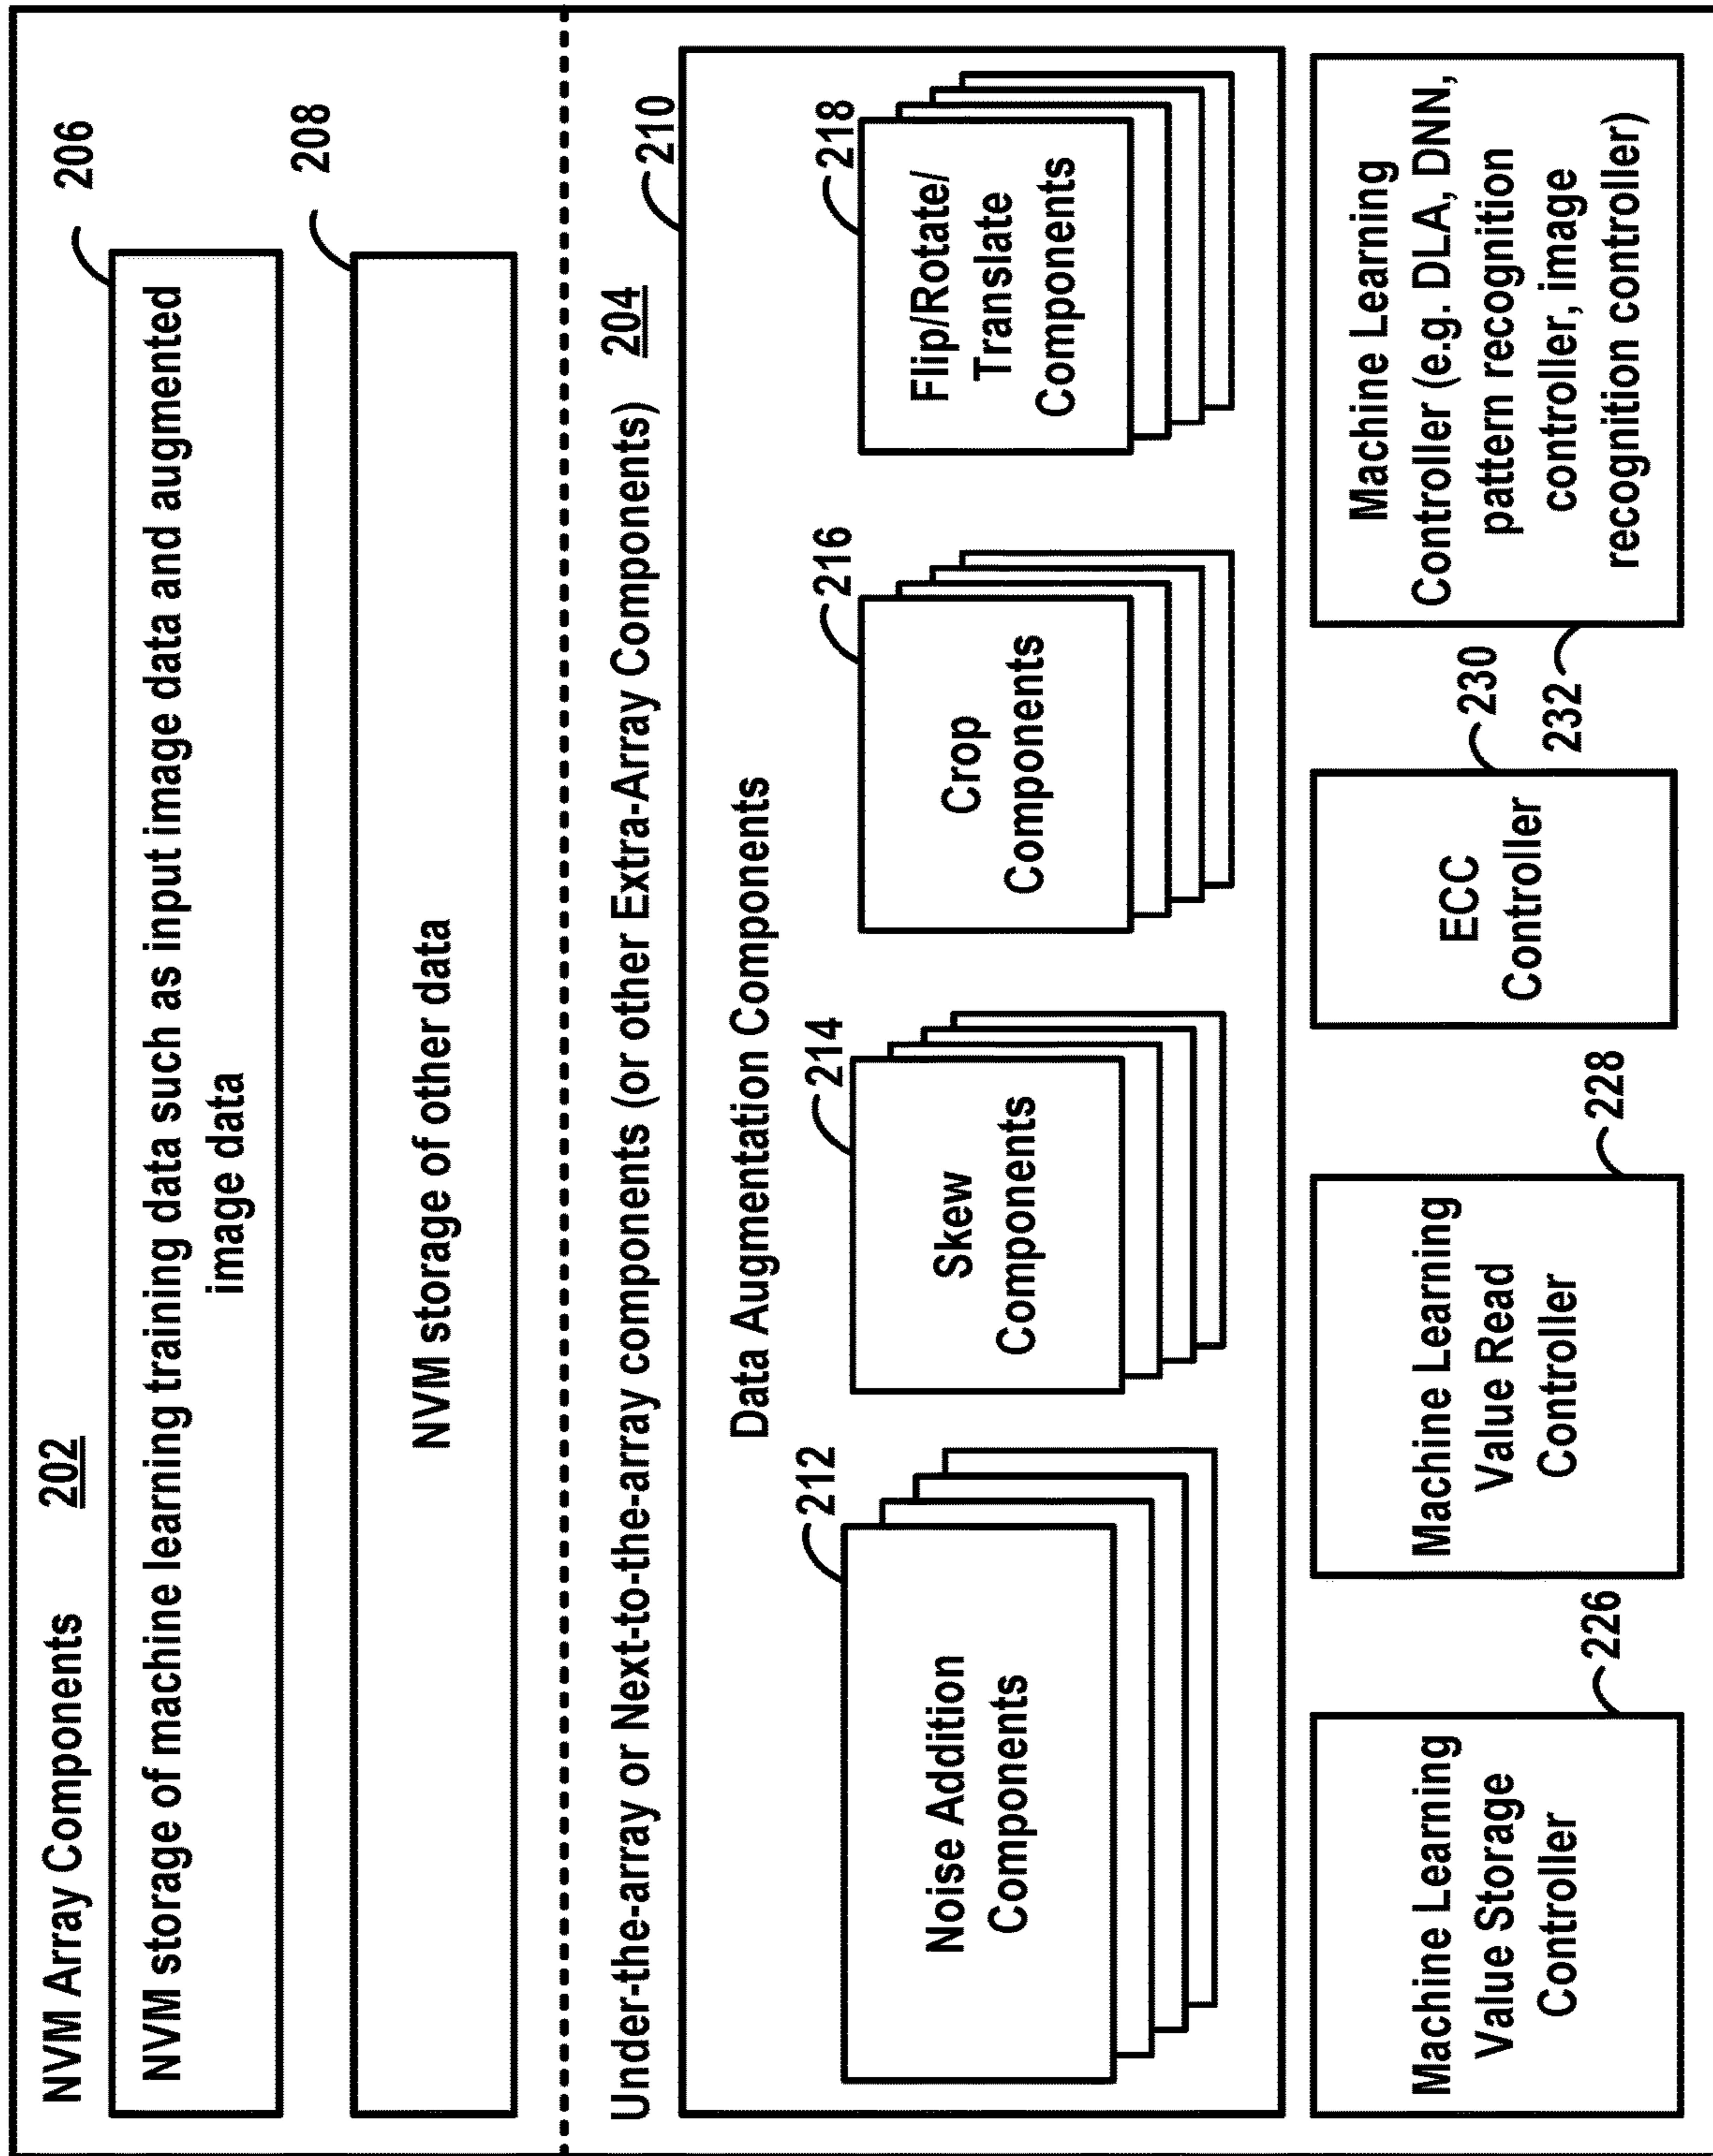 NVM Array Components 202
206
NVM storage of machine learning training data such as input image data and augmented
image data
208
NVM storage of other data
Under-the-array or Next-to-the-array components (or other Extra-Array Components) 204
210
Data Augmentation Components
212
Noise Addition
Components
214
Skew
Components
216
Crop
Components
218
Flip/Rotate/
Translate
Components
226
Machine Learning
Value Storage
Controller
228
Machine Learning
Value Read
Controller
230
ECC
Controller
232
Machine Learning
Controller (e.g. DLA, DNN,
pattern recognition
controller, image
recognition controller)